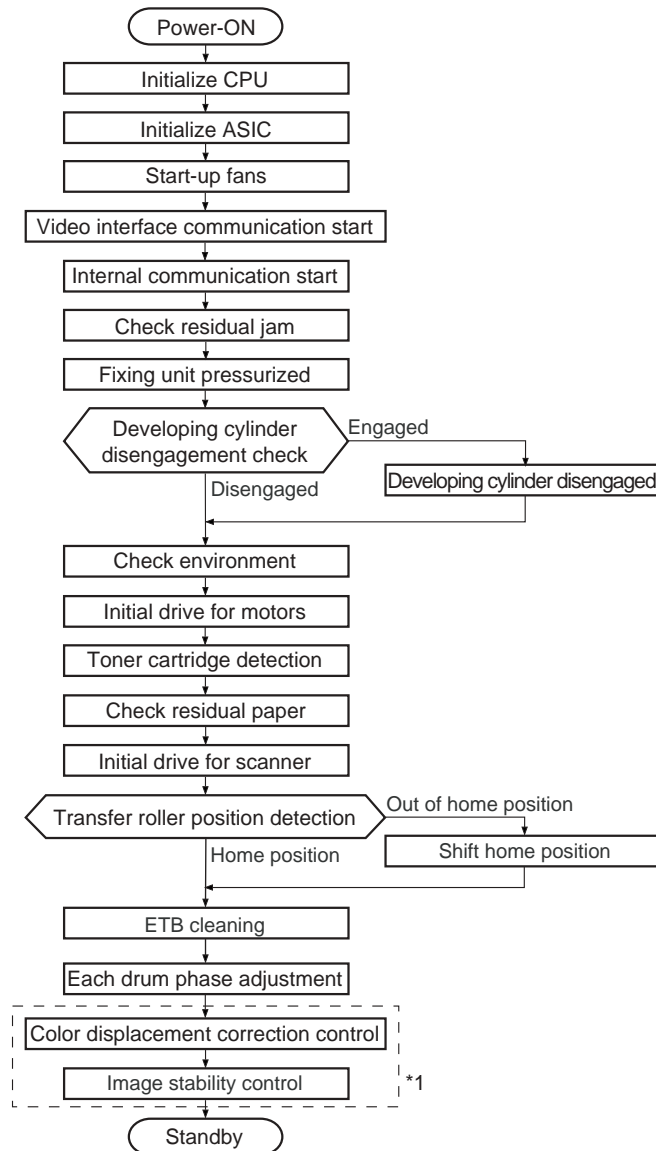 Power-ON
Initialize CPU
Initialize ASIC
Start-up fans
Video interface communication start
Internal communication start
Check residual jam
Fixing unit pressurized
Developing cylinder
disengagement check
Engaged
Developing cylinder disengaged
Disengaged
Check environment
Initial drive for motors
Toner cartridge detection
Check residual paper
Initial drive for scanner
Transfer roller position detection
Out of home position
Shift home position
Home position
ETB cleaning
Each drum phase adjustment
Color displacement correction control
Image stability control
*1
Standby